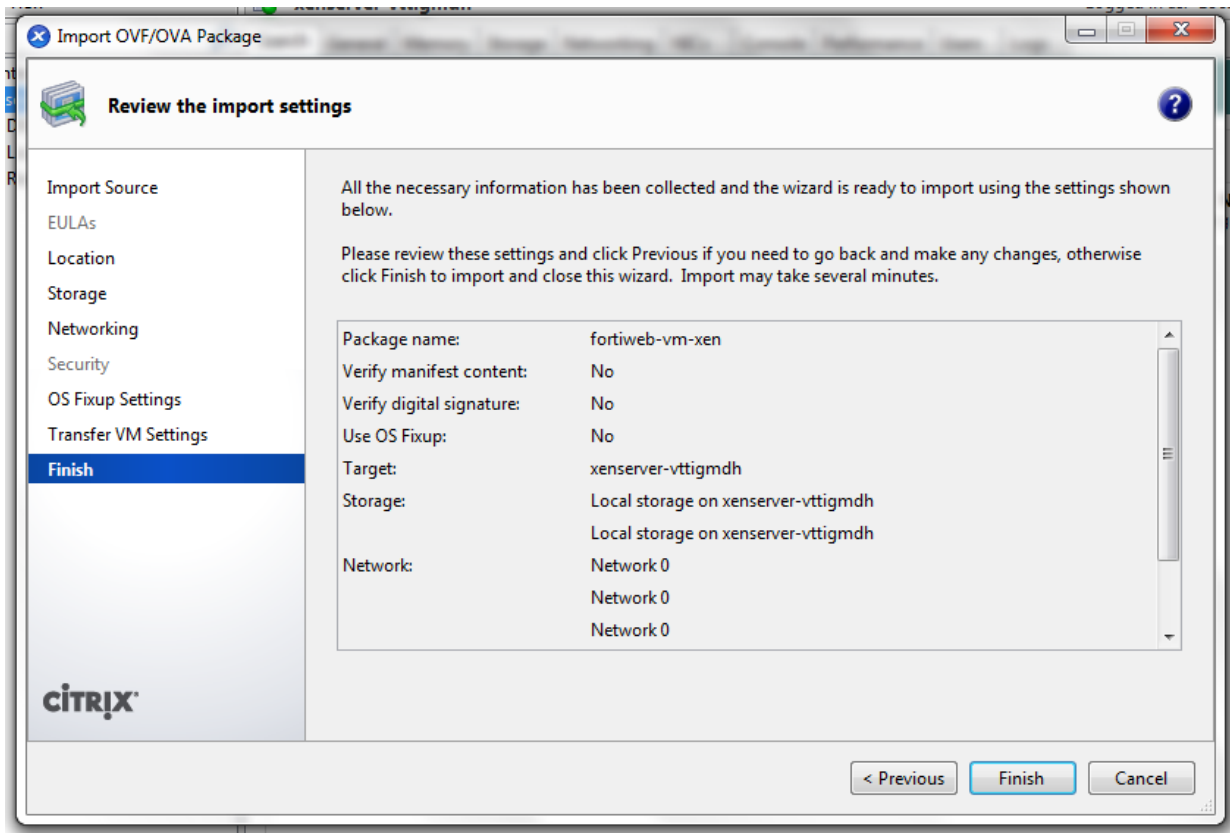 xenserver-vttigmdh
Import OVF/OVA Package
Review the import settings
Import Source
EULAs
Location
Storage
Networking
Security
OS Fixup Settings
Transfer VM Settings
Finish
CITRIX
All the necessary information has been collected and the wizard is ready to import using the settings shown
below.
Please review these settings and click Previous if you need to go back and make any changes, otherwise
click Finish to import and close this wizard. Import may take several minutes.
Package name: fortiweb-vm-xen
Verify manifest content: No
Verify digital signature: No
Use OS Fixup: No
Target: xenserver-vttigmdh
Storage: Local storage on xenserver-vttigmdh
Local storage on xenserver-vttigmdh
Network: Network 0
Network 0
Network 0
< Previous Finish Cancel